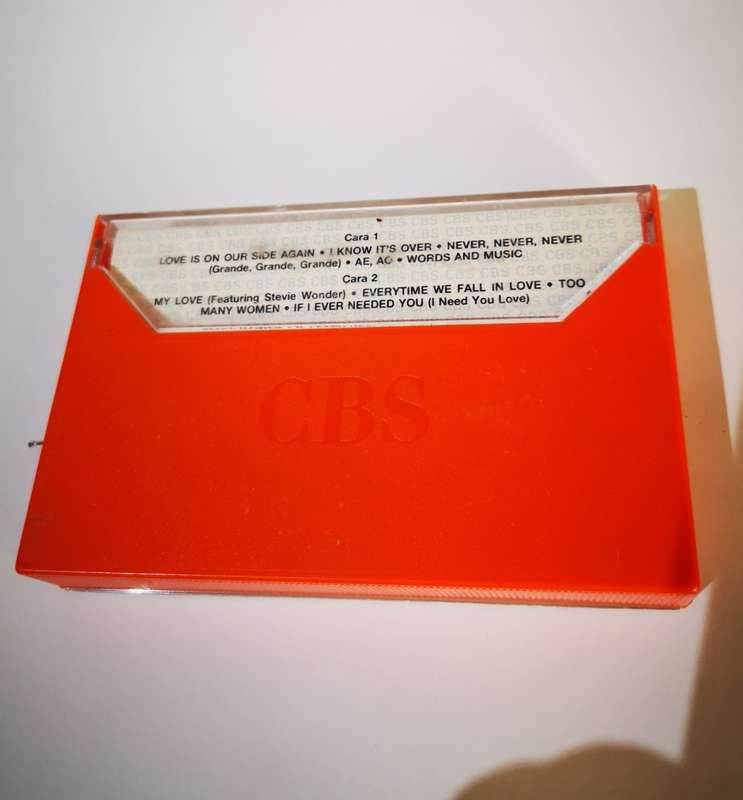 Cara 1
LOVE IS ON OUR SIDE AGAIN • I KNOW IT'S OVER • NEVER, NEVER, NEVER
(Grande, Grande, Grande) • AE, AO • WORDS AND MUSIC
Cara 2
MY LOVE (Featuring Stevie Wonder) • EVERYTIME WE FALL IN LOVE • TOO
MANY WOMEN • IF I EVER NEEDED YOU (I Need You Love)
CBS